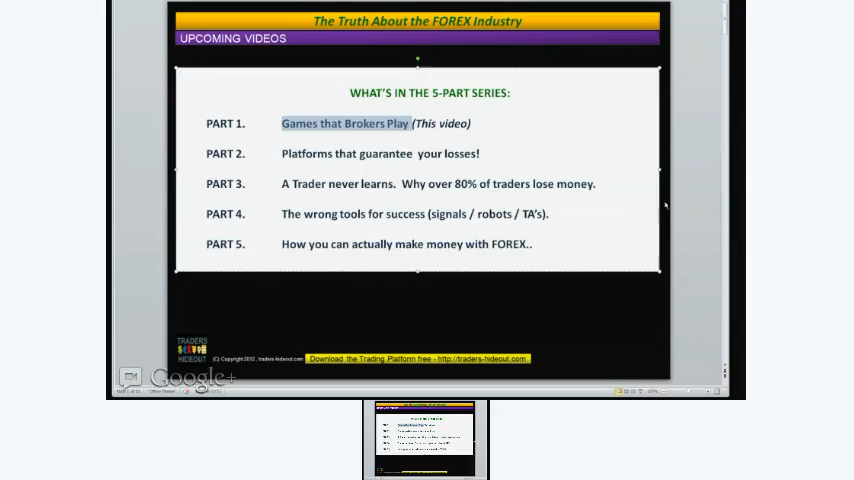 The Truth About the FOREX Industry
UPCOMING VIDEOS
WHAT'S IN THE 5-PART SERIES:
PART 1. Games that Brokers Play (This video)
PART 2. Platforms that guarantee your losses!
PART 3. A Trader never learns. Why over 80% of traders lose money.
PART 4. The wrong tools for success (signals / robots / TA's).
PART 5. How you can actually make money with FOREX..
TRADERS
HIDEOUT
(C) Copyright 2012, traders-hideout.com
Download the Trading Platform free - http://traders-hideout.com
Google+